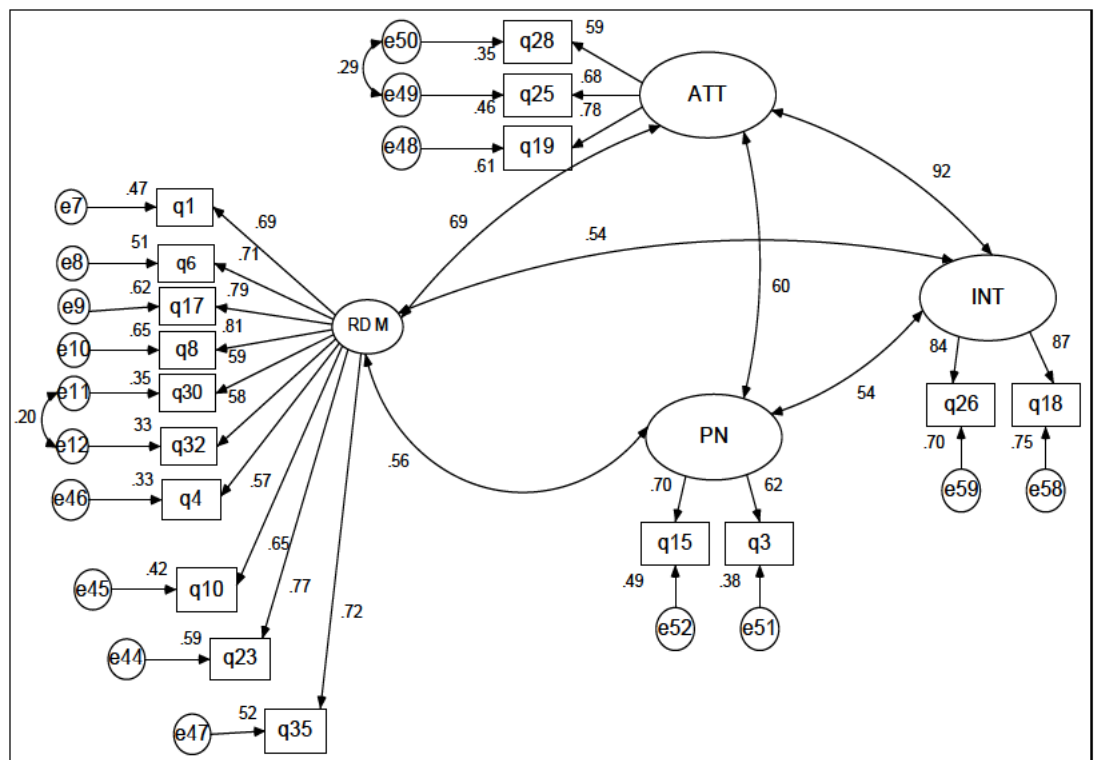 e50
.35
q28
59
.29
e49
.46
q25
.68
ATT
e48
.61
q19
.78
92
e7
.47
q1
.69
69
.54
e8
51
q6
.71
60
INT
e9
.62
q17
.79
RD M
e10
.65
q8
.81
84
87
e11
.35
q30
59
54
q26
q18
.20
e12
33
q32
58
PN
.70
.75
.56
.70
62
e59
e58
e46
.33
q4
.57
q15
q3
.49
.38
e45
.42
q10
.65
e52
e51
.77
.72
e44
.59
q23
e47
52
q35